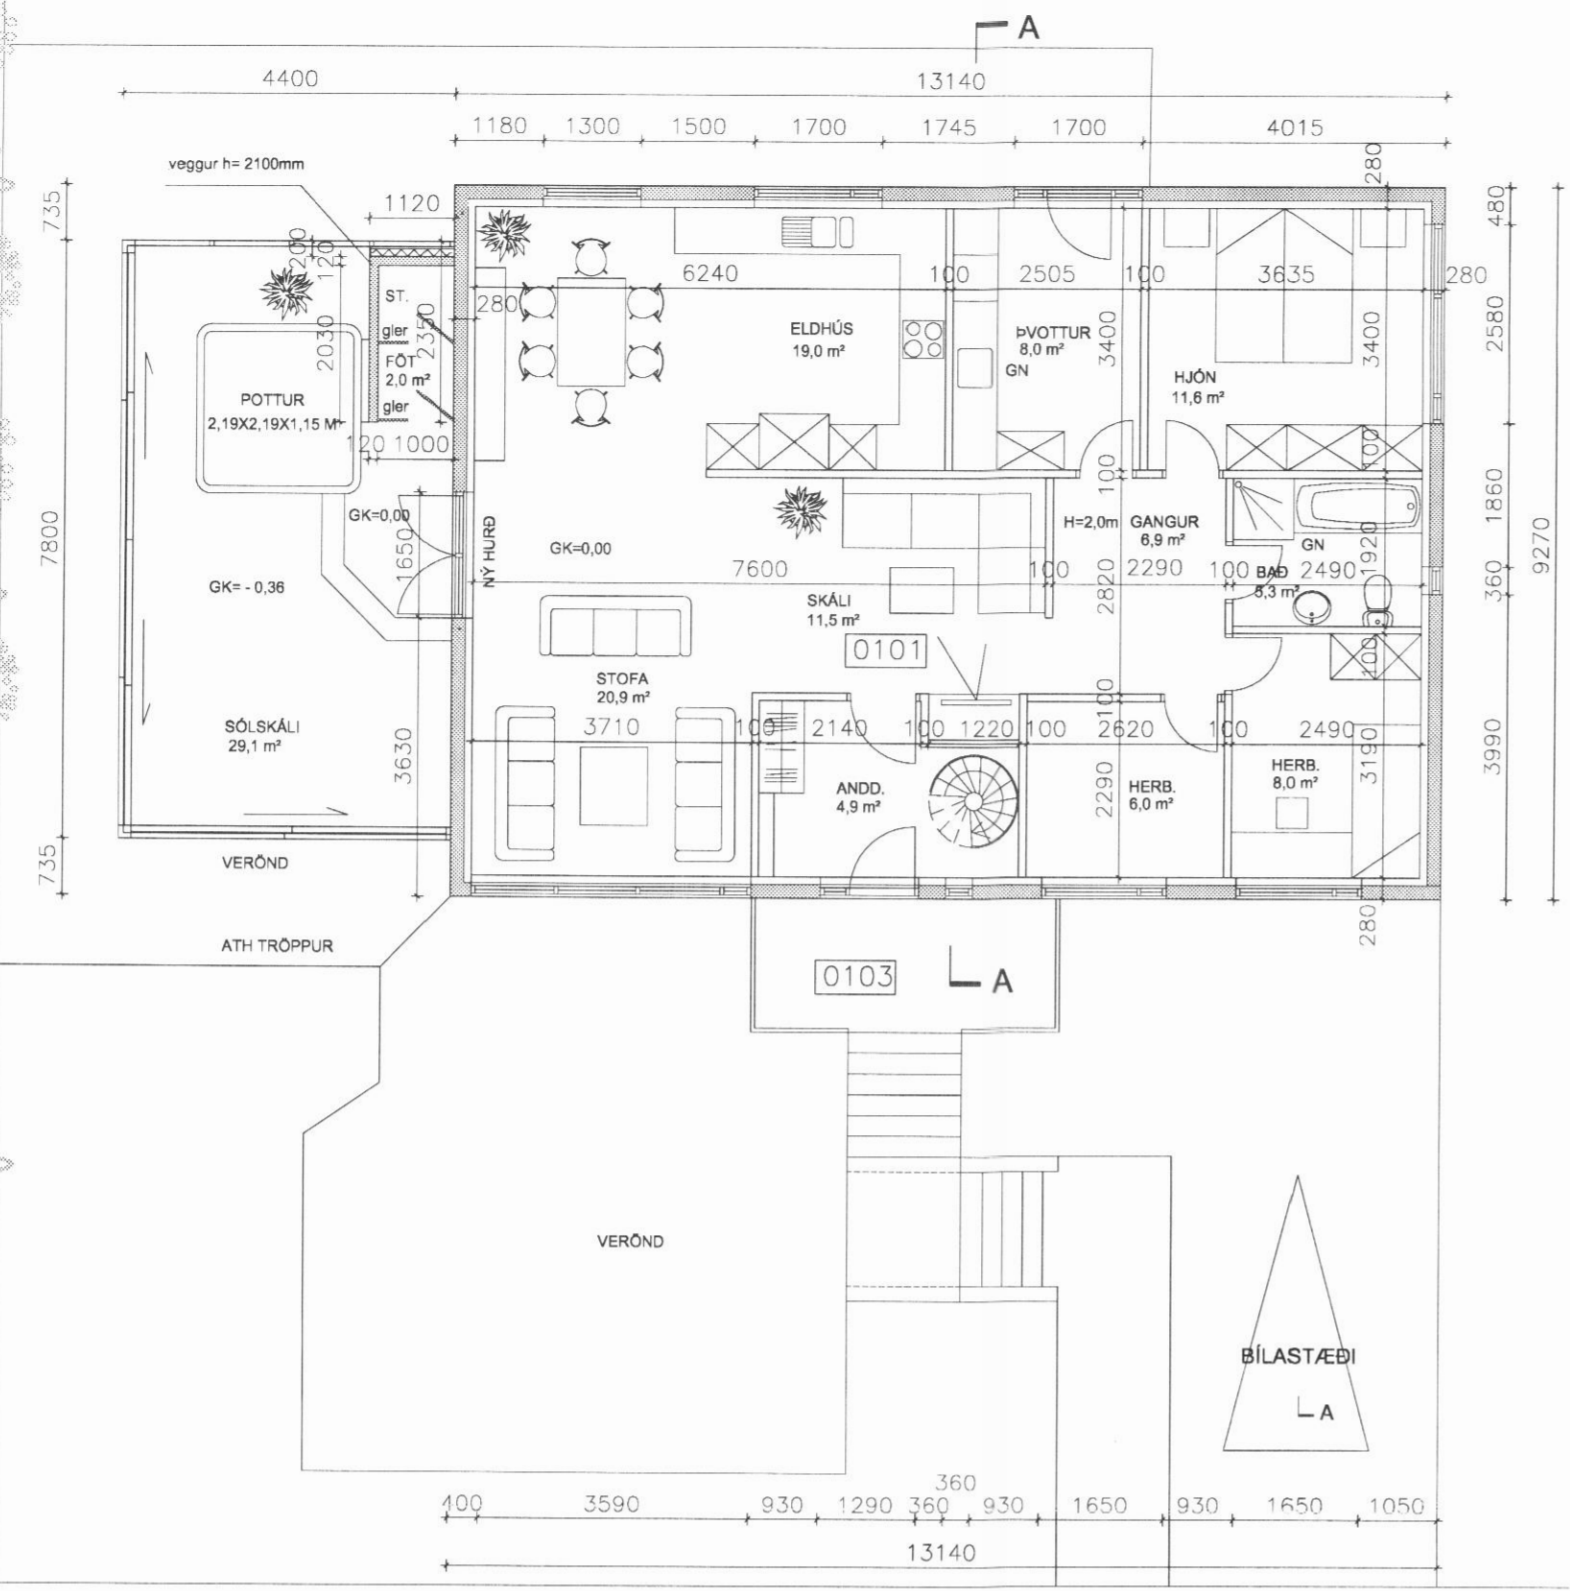 A
4400
13140
1180
1300
1500
1700
1745
1700
4015
veggur h= 2100mm
280
735
1120
480
200
120
ST.
gler
2350
2030
FÖT
2,0 m²
gler
280
6240
100
2505
100
3635
280
ELDHÚS
19,0 m²
ÞVOTTUR
8,0 m²
GN
3400
3400
2580
HJÓN
11,6 m²
POTTUR
2,19X2,19X1,15 M
120
1000
100
100
GK=0,00
1650
NÝ HURÐ
GK=0,00
H=2,0m
GANGUR
6,9 m²
GN
1920
1860
7800
9270
GK= - 0,36
7600
100
2290
100
BAÐ
5,3 m²
2490
360
2820
SKÁLI
11,5 m²
0101
100
STOFA
20,9 m²
SÓLSKÁLI
29,1 m²
3630
3710
100
2140
100
1220
100
100
2620
100
2490
3190
3990
ANDD.
4,9 m²
2290
HERB.
6,0 m²
HERB.
8,0 m²
735
VERÖND
280
ATH TRÖPPUR
0103
A
VERÖND
BÍLASTÆÐI
A
400
3590
930
1290
360
360
930
1650
930
1650
1050
13140